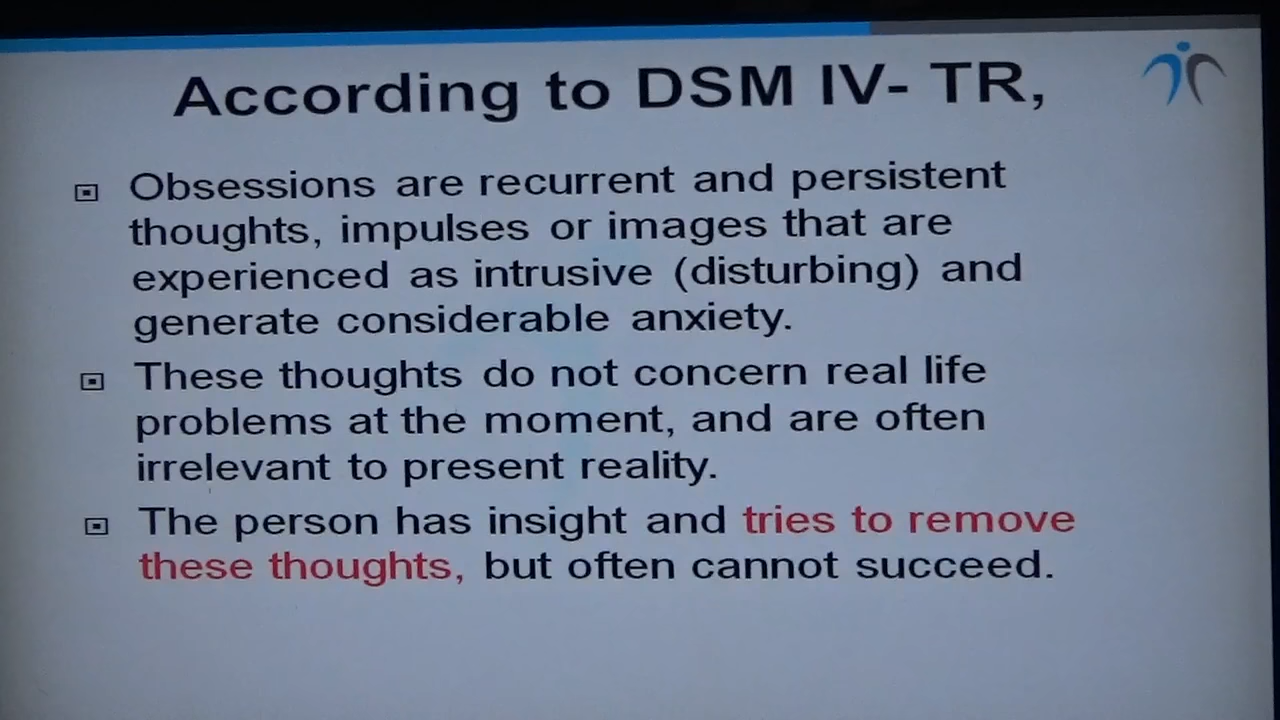 According to DSM IV- TR,
Obsessions are recurrent and persistent
thoughts, impulses or images that are
experienced as intrusive (disturbing) and
generate considerable anxiety.
These thoughts do not concern real life
problems at the moment, and are often
irrelevant to present reality.
The person has insight and tries to remove
these thoughts, but often cannot succeed.